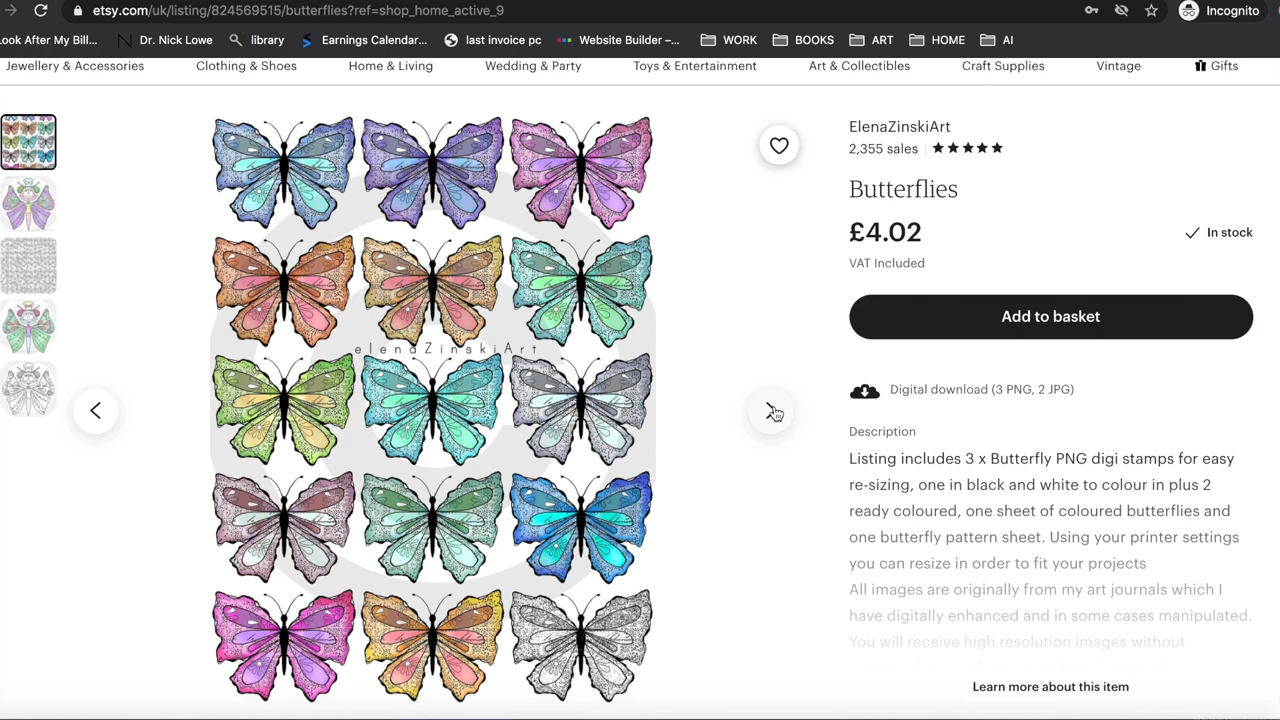 etsy.com/uk/listing/824569515/butterflies?ref=shop_home_active_9
Incognito
ook After My Bill...
Dr. Nick Lowe
library
Earnings Calendar...
last invoice pc
Website Builder –...
WORK
BOOKS
ART
HOME
AI
Jewellery & Accessories
Clothing & Shoes
Home & Living
Wedding & Party
Toys & Entertainment
Art & Collectibles
Craft Supplies
Vintage
Gifts
elenaZinskiArt
ElenaZinskiArt
2,355 sales
Butterflies
£4.02
In stock
VAT Included
Add to basket
Digital download (3 PNG, 2 JPG)
Description
Listing includes 3 x Butterfly PNG digi stamps for easy
re-sizing, one in black and white to colour in plus 2
ready coloured, one sheet of coloured butterflies and
one butterfly pattern sheet. Using your printer settings
you can resize in order to fit your projects
All images are originally from my art journals which I
have digitally enhanced and in some cases manipulated.
You will receive high resolution images without
Learn more about this item